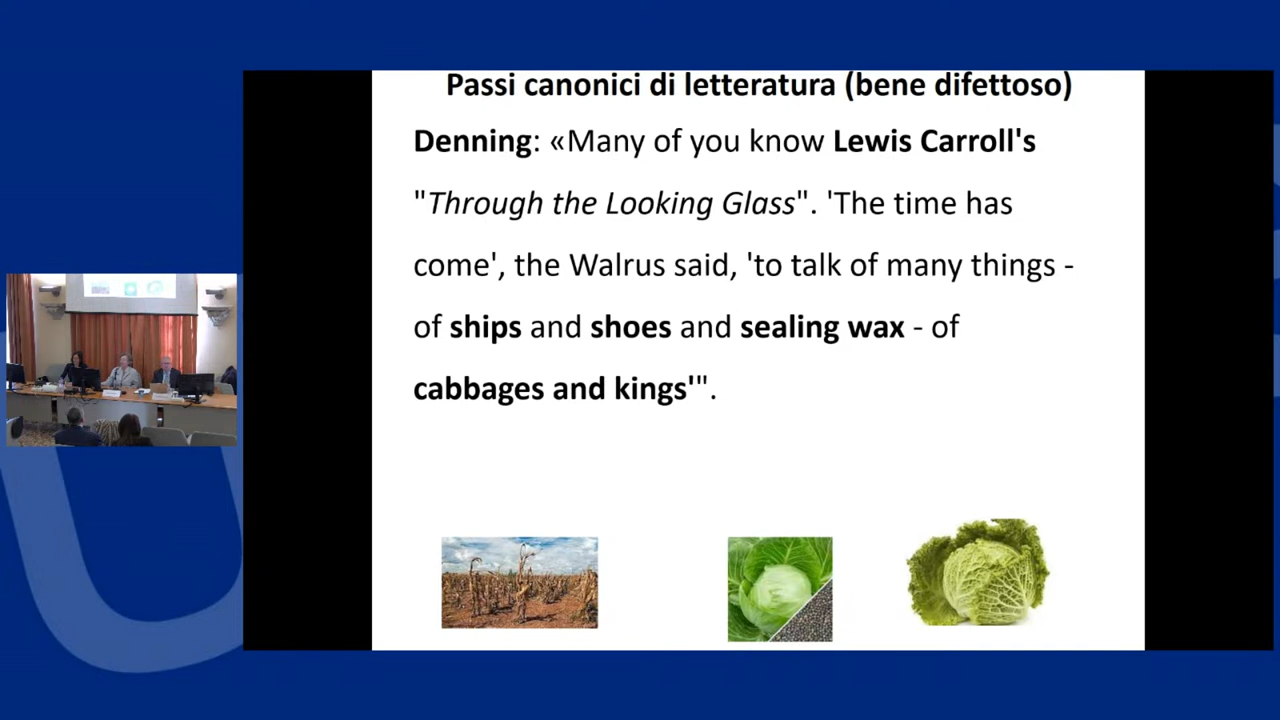 Passi canonici di letteratura (bene difettoso)
Denning: «Many of you know Lewis Carroll's
"Through the Looking Glass". 'The time has
come', the Walrus said, 'to talk of many things -
of ships and shoes and sealing wax - of
cabbages and kings'".